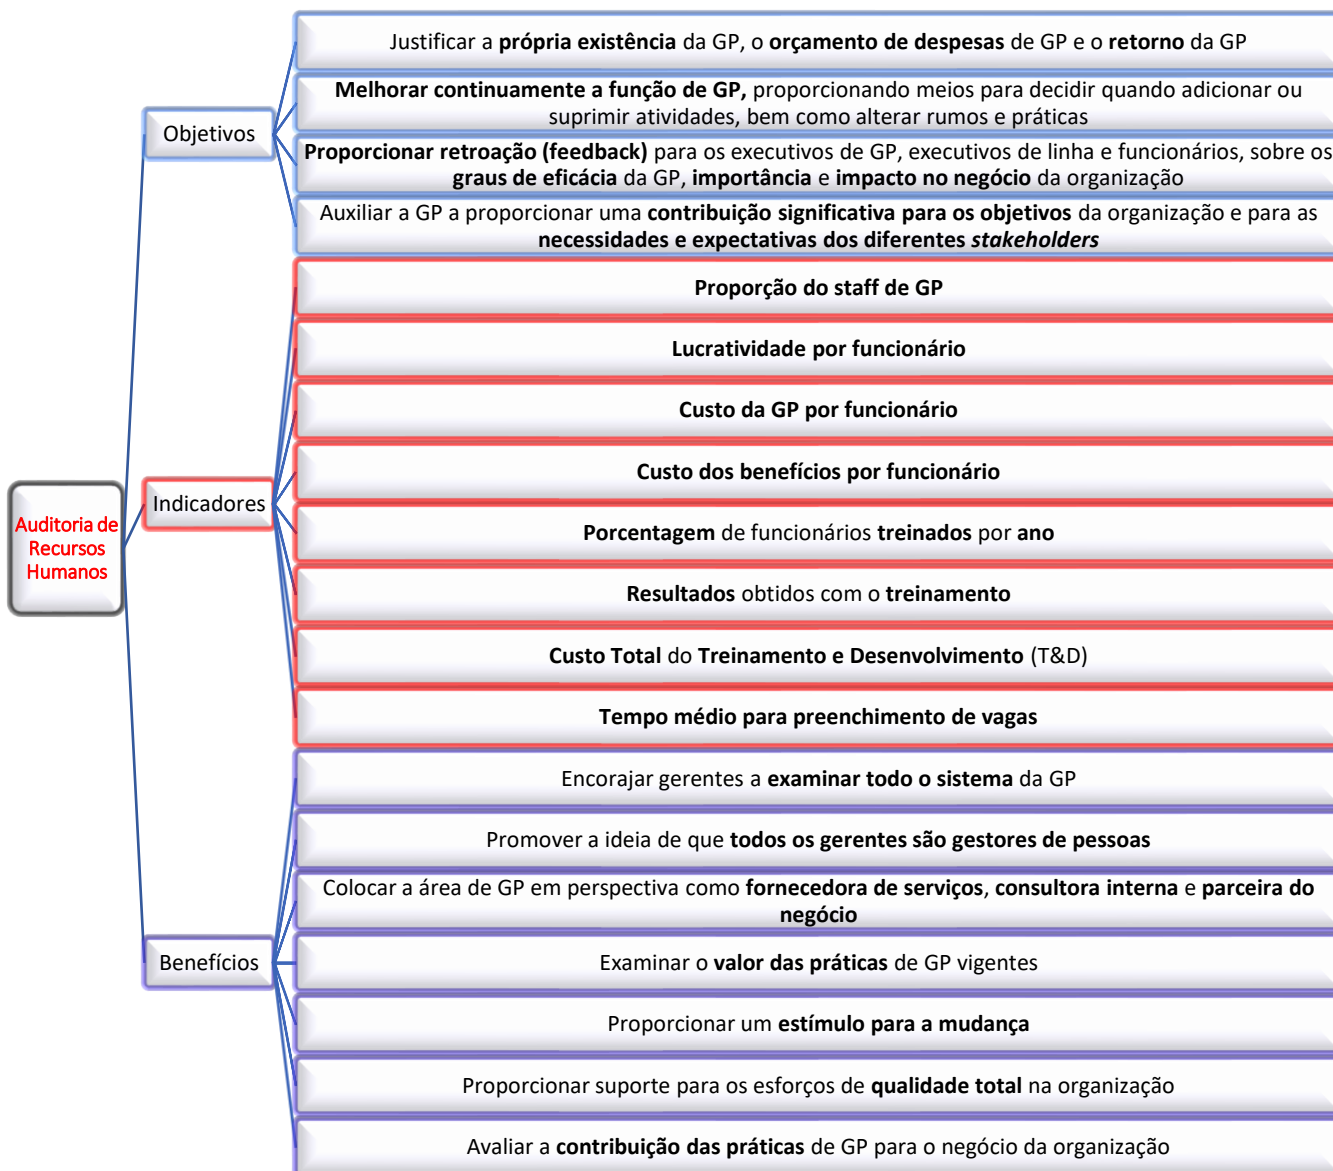 Auditoria de
Recursos
Humanos
Objetivos
Justificar a própria existência da GP, o orçamento de despesas de GP e o retorno da GP
Melhorar continuamente a função de GP, proporcionando meios para decidir quando adicionar ou
suprimir atividades, bem como alterar rumos e práticas
Proporcionar retroação (feedback) para os executivos de GP, executivos de linha e funcionários, sobre os
graus de eficácia da GP, importância e impacto no negócio da organização
Auxiliar a GP a proporcionar uma contribuição significativa para os objetivos da organização e para as
necessidades e expectativas dos diferentes stakeholders
Indicadores
Proporção do staff de GP
Lucratividade por funcionário
Custo da GP por funcionário
Custo dos benefícios por funcionário
Porcentagem de funcionários treinados por ano
Resultados obtidos com o treinamento
Custo Total do Treinamento e Desenvolvimento (T&D)
Tempo médio para preenchimento de vagas
Benefícios
Encorajar gerentes a examinar todo o sistema da GP
Promover a ideia de que todos os gerentes são gestores de pessoas
Colocar a área de GP em perspectiva como fornecedora de serviços, consultora interna e parceira do
negócio
Examinar o valor das práticas de GP vigentes
Proporcionar um estímulo para a mudança
Proporcionar suporte para os esforços de qualidade total na organização
Avaliar a contribuição das práticas de GP para o negócio da organização